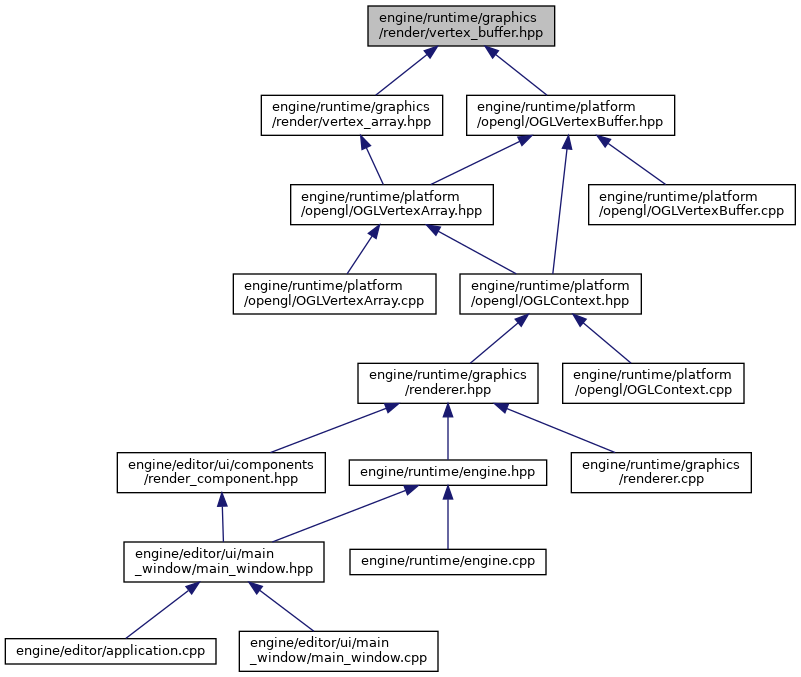 engine/runtime/graphics
/render/vertex_buffer.hpp
engine/runtime/graphics
/render/vertex_array.hpp
engine/runtime/platform
/opengl/OGLVertexBuffer.hpp
engine/runtime/platform
/opengl/OGLVertexArray.hpp
engine/runtime/platform
/opengl/OGLVertexBuffer.cpp
engine/runtime/platform
/opengl/OGLVertexArray.cpp
engine/runtime/platform
/opengl/OGLContext.hpp
engine/runtime/graphics
/renderer.hpp
engine/runtime/platform
/opengl/OGLContext.cpp
engine/editor/ui/components
/render_component.hpp
engine/runtime/engine.hpp
engine/runtime/graphics
/renderer.cpp
engine/editor/ui/main
_window/main_window.hpp
engine/runtime/engine.cpp
engine/editor/application.cpp
engine/editor/ui/main
_window/main_window.cpp